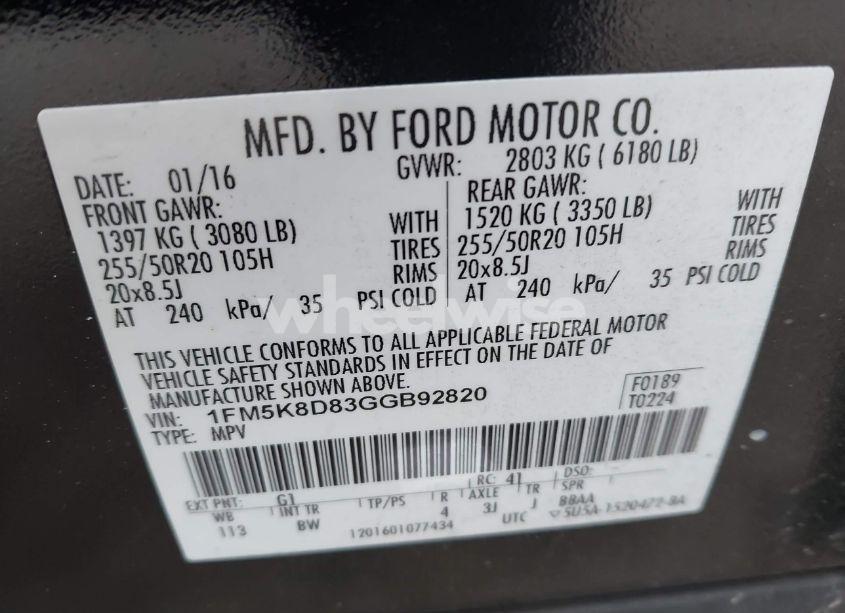 MFD. BY FORD MOTOR CO.
DATE: 01/16 GVWR: 2803 KG ( 6180 LB)
FRONT GAWR: REAR GAWR:
1397 KG ( 3080 LB) WITH 1520 KG ( 3350 LB) WITH
255/50R20 105H TIRES 255/50R20 105H TIRES
20x8.5J RIMS 20x8.5J RIMS
AT 240 kPa/ 35 PSI COLD AT 240 kPa/ 35 PSI COLD
wheelwise
THIS VEHICLE CONFORMS TO ALL APPLICABLE FEDERAL MOTOR
VEHICLE SAFETY STANDARDS IN EFFECT ON THE DATE OF
MANUFACTURE SHOWN ABOVE.
VIN: 1FM5K8D83GGB92820 F0189
TYPE: MPV T0224
RC: 41 DSO:
EXT PNT: G1
WB INT TR TP/PS R AXLE TR SPR
113 BW 4 3J J 8BAA
1201601077434 UTC ▽5U5A-1520472-BA